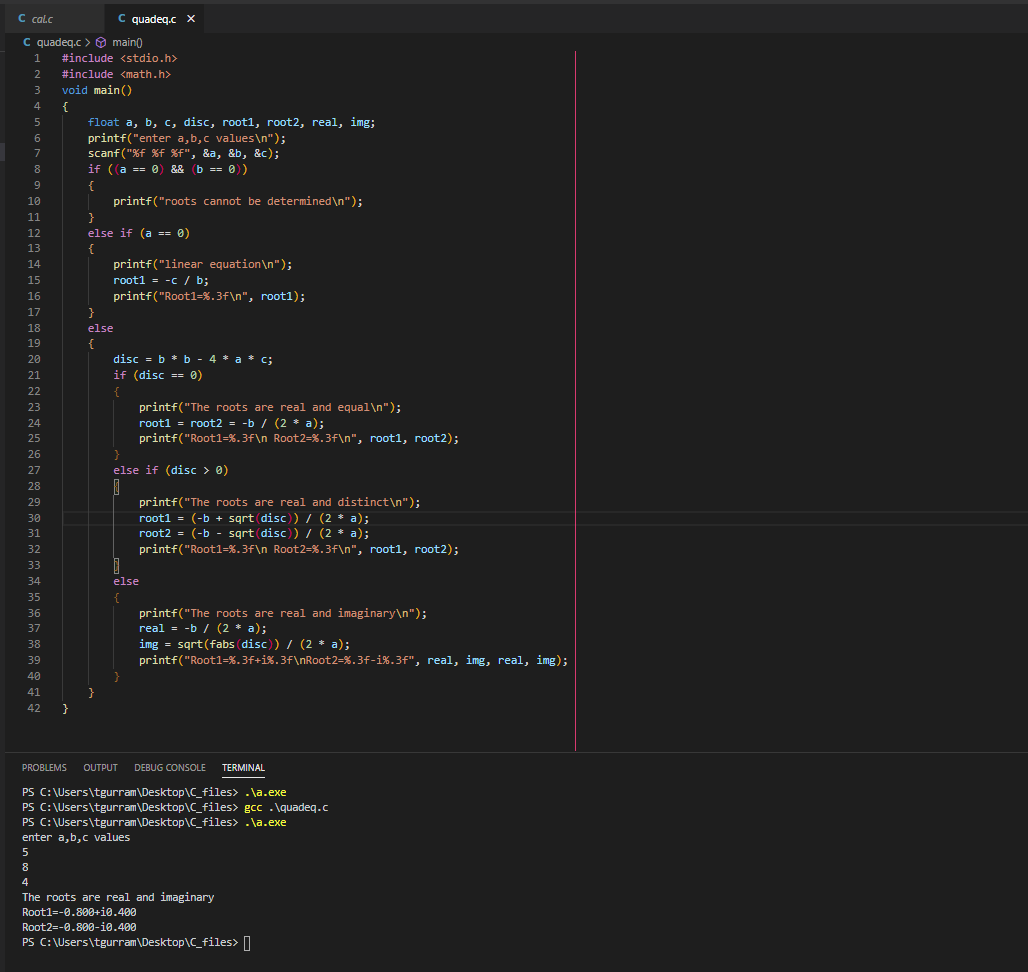 C cal.c C quadeq.c ×
C quadeq.c > main()
1 #include <stdio.h>
2 #include <math.h>
3 void main()
4 {
5 float a, b, c, disc, root1, root2, real, img;
6 printf("enter a,b,c values\n");
7 scanf("%f %f %f", &a, &b, &c);
8 if ((a == 0) && (b == 0))
9 {
10 printf("roots cannot be determined\n");
11 }
12 else if (a == 0)
13 {
14 printf("linear equation\n");
15 root1 = -c / b;
16 printf("Root1=%.3f\n", root1);
17 }
18 else
19 {
20 disc = b * b - 4 * a * c;
21 if (disc == 0)
22 {
23 printf("The roots are real and equal\n");
24 root1 = root2 = -b / (2 * a);
25 printf("Root1=%.3f\n Root2=%.3f\n", root1, root2);
26 }
27 else if (disc > 0)
28 {
29 printf("The roots are real and distinct\n");
30 root1 = (-b + sqrt(disc)) / (2 * a);
31 root2 = (-b - sqrt(disc)) / (2 * a);
32 printf("Root1=%.3f\n Root2=%.3f\n", root1, root2);
33 }
34 else
35 {
36 printf("The roots are real and imaginary\n");
37 real = -b / (2 * a);
38 img = sqrt(fabs(disc)) / (2 * a);
39 printf("Root1=%.3f+i%.3f\nRoot2=%.3f-i%.3f", real, img, real, img);
40 }
41 }
42 }
PROBLEMS OUTPUT DEBUG CONSOLE TERMINAL
PS C:\Users\tgurram\Desktop\C_files> .\a.exe
PS C:\Users\tgurram\Desktop\C_files> gcc .\quadeq.c
PS C:\Users\tgurram\Desktop\C_files> .\a.exe
enter a,b,c values
5
8
4
The roots are real and imaginary
Root1=-0.800+i0.400
Root2=-0.800-i0.400
PS C:\Users\tgurram\Desktop\C_files>